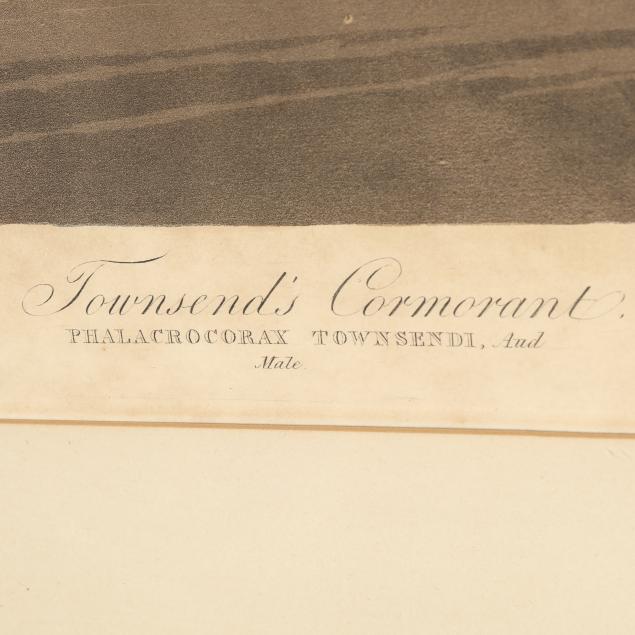 Townsend's Cormorant.
PHALACROCORAX TOWNSENDI, Aud
Male.